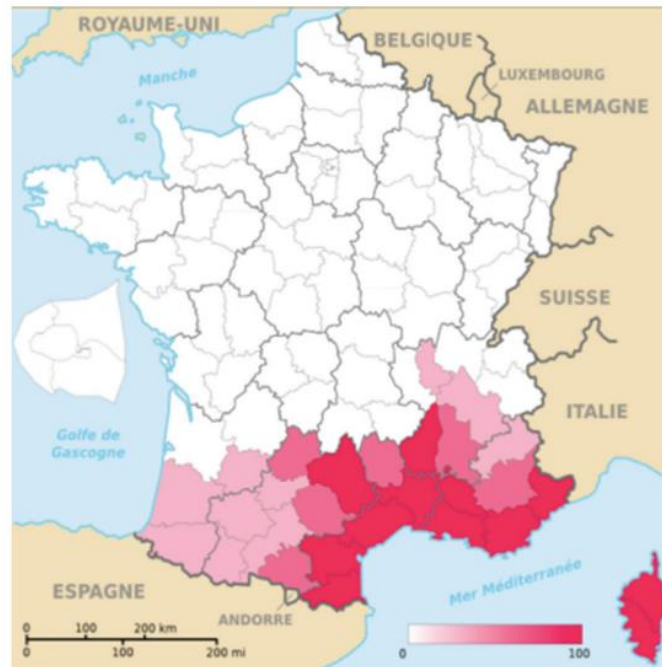 ROYAUME-UNI
BELGIQUE
LUXEMBOURG
Manche
ALLEMAGNE
SUISSE
ITALIE
Golfe de
Gascogne
ESPAGNE
ANDORRE
Mer Méditerranée
0 100 200 km
0 100 200 mi
0 100